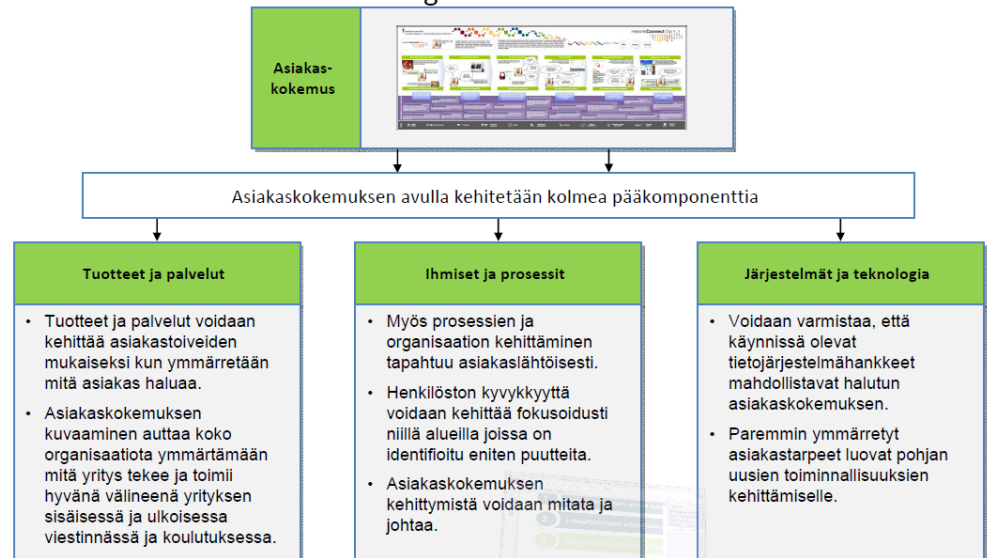 Asiakas-
kokemus
Asiakaskokemuksen avulla kehitetään kolmea pääkomponenttia
Tuotteet ja palvelut
• Tuotteet ja palvelut voidaan
kehittää asiakastoiveiden
mukaiseksi kun ymmärretään
mitä asiakas haluaa.
• Asiakaskokemuksen
kuvaaminen auttaa koko
organisaatiota ymmärtämään
mitä yritys tekee ja toimii
hyvänä välineenä yrityksen
sisäisessä ja ulkoisessa
viestinnässä ja koulutuksessa.
Ihmiset ja prosessit
• Myös prosessien ja
organisaation kehittäminen
tapahtuu asiakaslähtöisesti.
• Henkilöston kyvykkyyttä
voidaan kehittää fokusoidusti
niillä alueilla joissa on
identifioitu eniten puutteita.
• Asiakaskokemuksen
kehittymistä voidaan mitata ja
johtaa.
Järjestelmät ja teknologia
• Voidaan varmistaa, että
käynnissä olevat
tietojärjestelmähankkeet
mahdollistavat halutun
asiakaskokemuksen.
• Paremmin ymmärretyt
asiakastarpeet luovat pohjan
uusien toiminnallisuuksien
kehittämiselle.